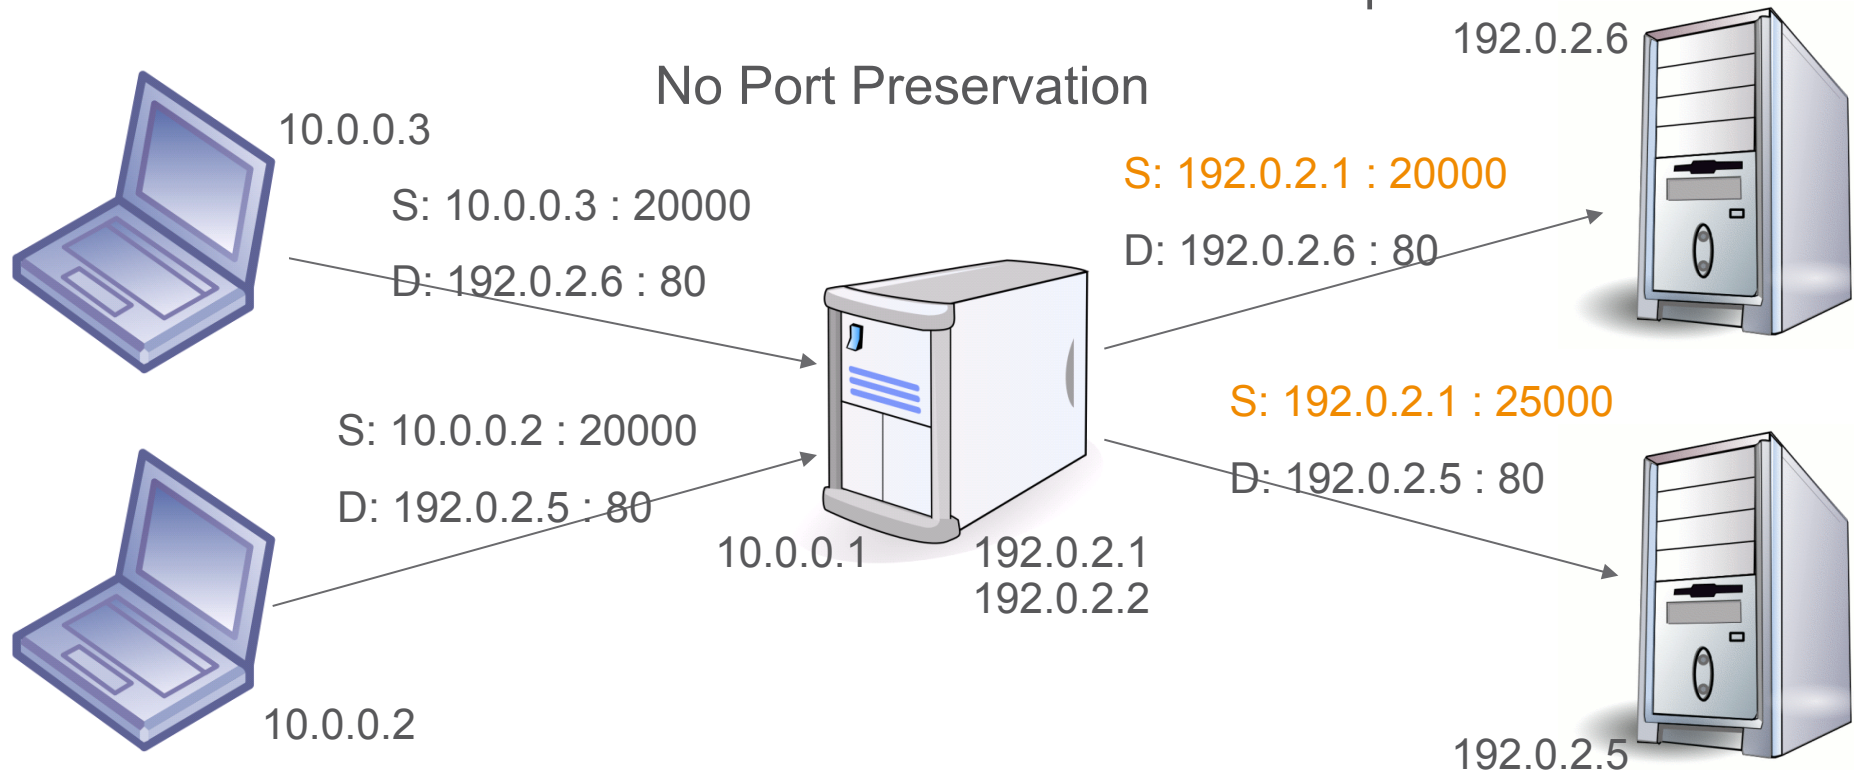 192.0.2.6
No Port Preservation
10.0.0.3
S: 192.0.2.1 : 20000
S: 10.0.0.3 : 20000
D: 192.0.2.6 : 80
D: 192.0.2.6 : 80
S: 192.0.2.1 : 25000
S: 10.0.0.2 : 20000
D: 192.0.2.5 : 80
D: 192.0.2.5 : 80
10.0.0.1
192.0.2.1
192.0.2.2
10.0.0.2
192.0.2.5